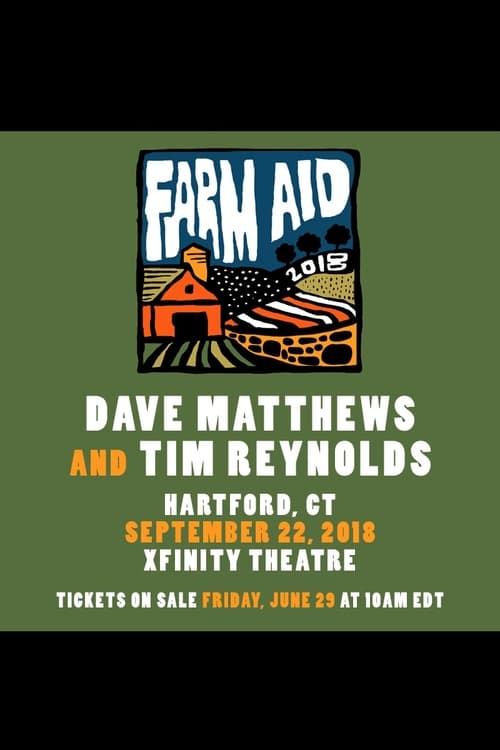 FARM AID
2018
DAVE MATTHEWS
AND TIM REYNOLDS
HARTFORD, CT
SEPTEMBER 22, 2018
XFINITY THEATRE
TICKETS ON SALE FRIDAY, JUNE 29 AT 10AM EDT